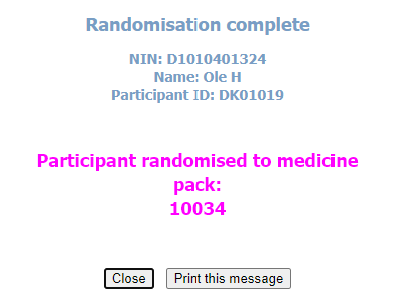 Randomisation complete
NIN: D1010401324
Name: Ole H
Participant ID: DK01019
Participant randomised to medicine
pack:
10034
Close Print this message